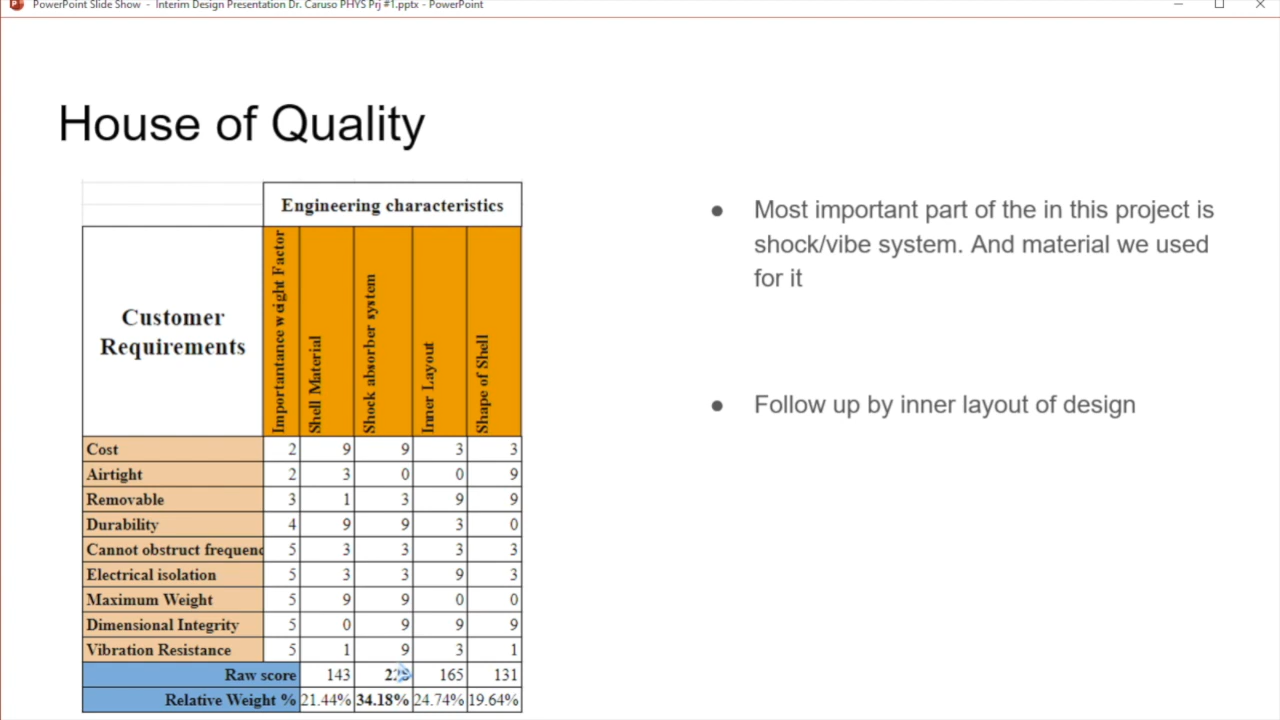 PowerPoint Slide Show - Interim Design Presentation Dr. Caruso PHYS Prj #1.pptx - PowerPoint
House of Quality
Engineering characteristics
Customer
Requirements
Importantance weight Factor
Shell Material
Shock absorber system
Inner Layout
Shape of Shell
Cost 2 9 9 3 3
Airtight 2 3 0 0 9
Removable 3 1 3 9 9
Durability 4 9 9 3 0
Cannot obstruct frequenc 5 3 3 3 3
Electrical isolation 5 3 3 9 3
Maximum Weight 5 9 9 0 0
Dimensional Integrity 5 0 9 9 9
Vibration Resistance 5 1 9 3 1
Raw score 143 165 131
Relative Weight % 21.44% 34.18% 24.74% 19.64%
● Most important part of the in this project is
shock/vibe system. And material we used
for it
● Follow up by inner layout of design